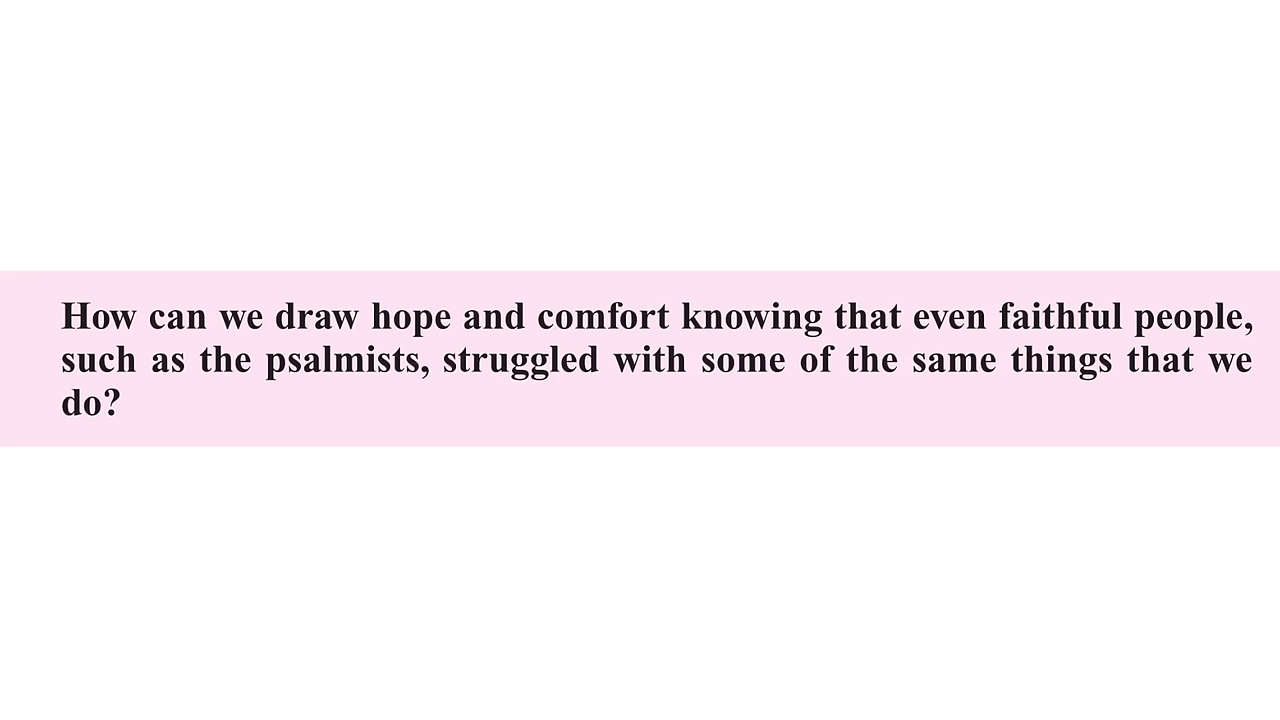 How can we draw hope and comfort knowing that even faithful people,
such as the psalmists, struggled with some of the same things that we
do?